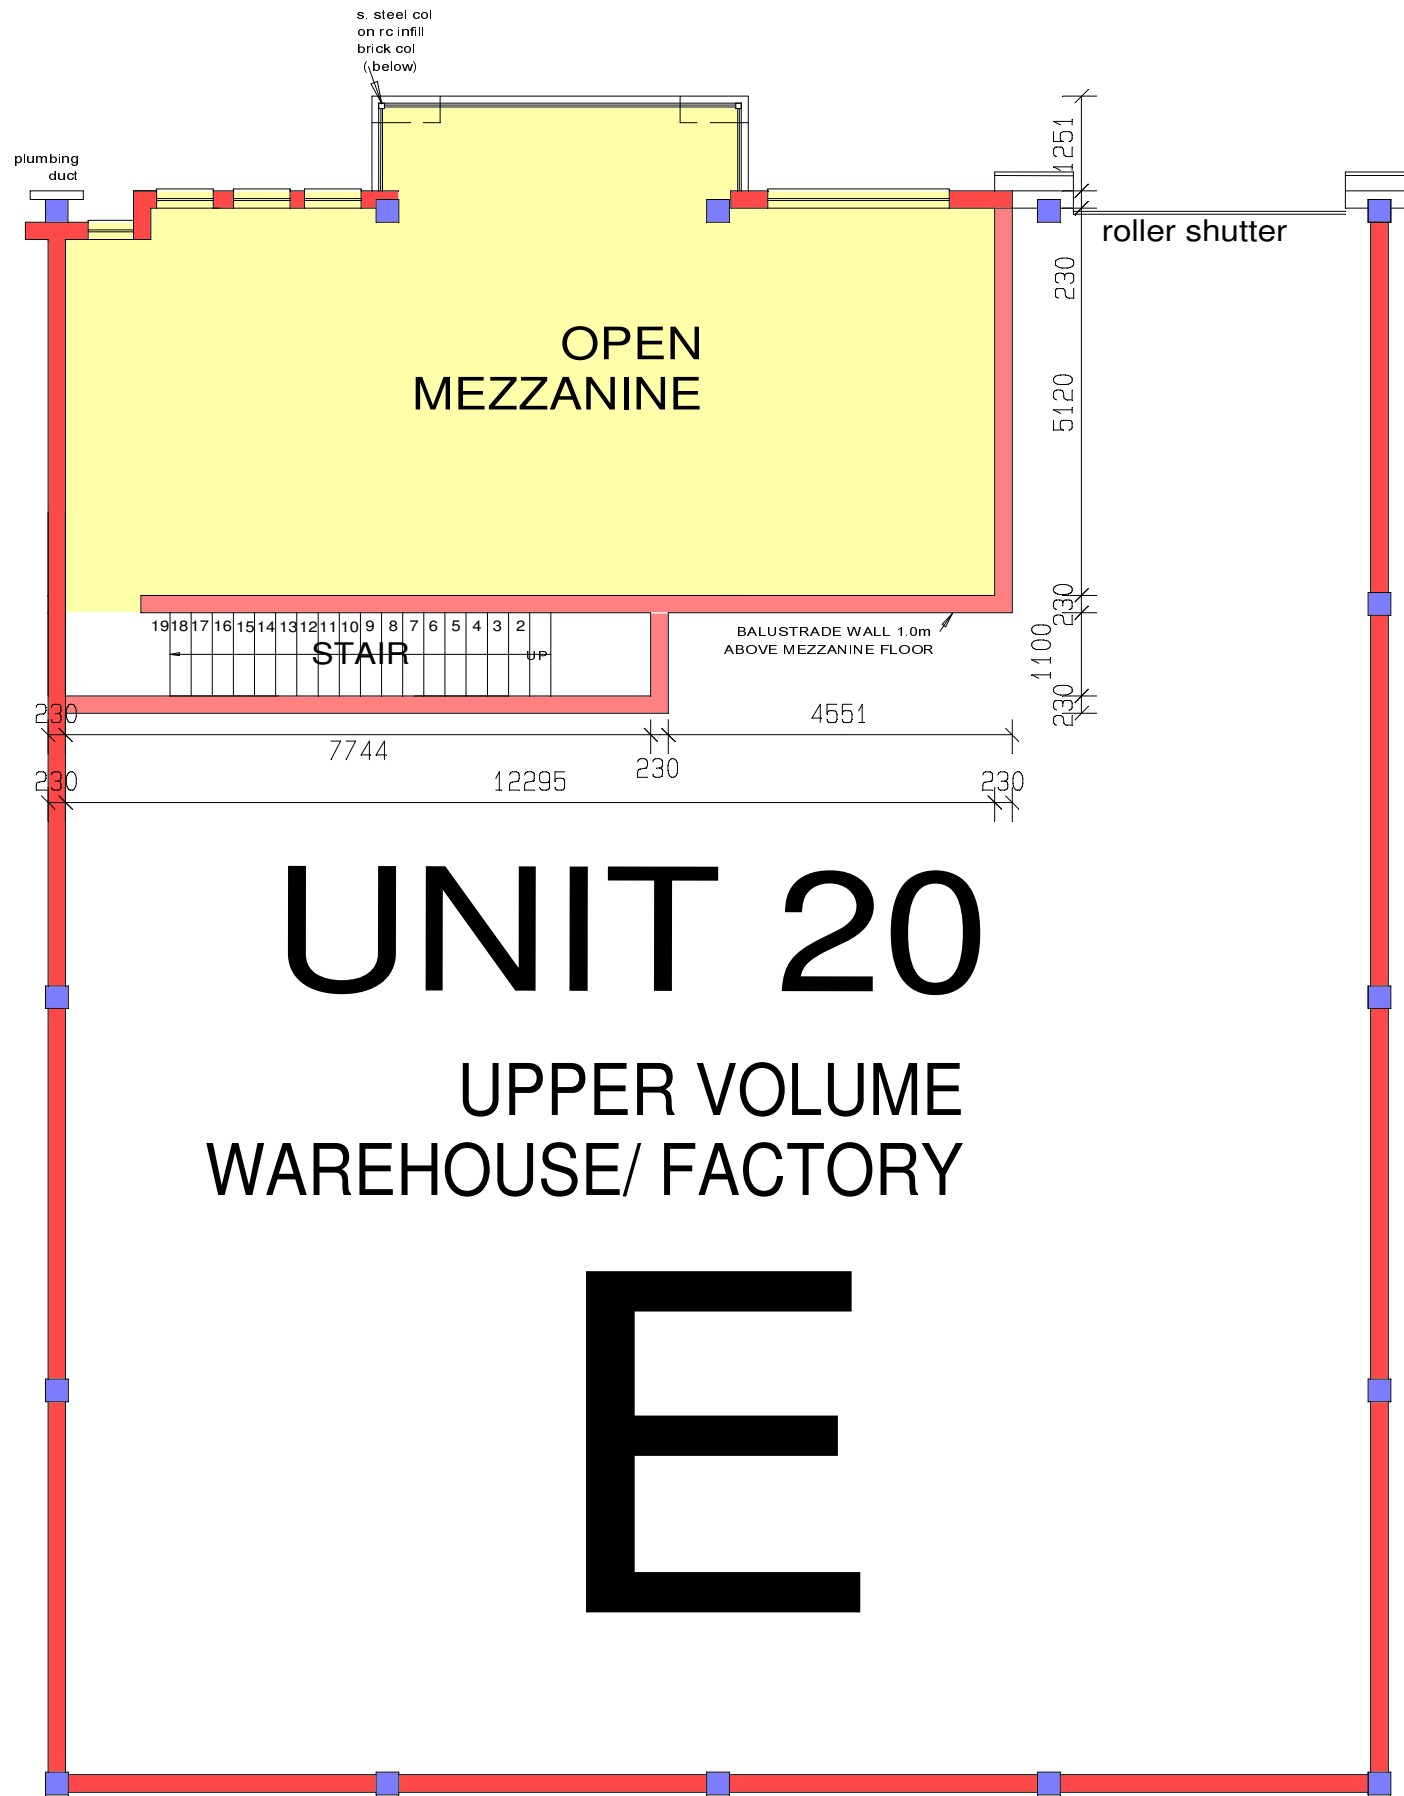 s. steel col
on rc infill
brick col
( below)
plumbing
duct
1251
roller shutter
230
OPEN
MEZZANINE
5120
230
19 18 17 16 15 14 13 12 11 10 9 8 7 6 5 4 3 2
STAIR
UP
BALUSTRADE WALL 1.0m
ABOVE MEZZANINE FLOOR
1100
230
230
7744
230
4551
230
12295
230
UNIT 20
UPPER VOLUME
WAREHOUSE/ FACTORY
E